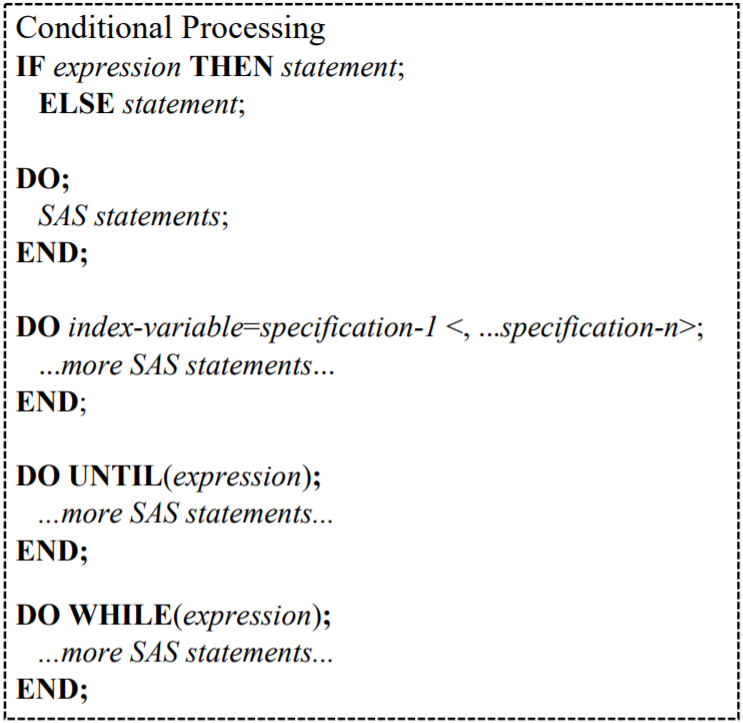 Conditional Processing
IF expression THEN statement;
ELSE statement;
DO;
SAS statements;
END;
DO index-variable=specification-1 <, ...specification-n>;
...more SAS statements...
END;
DO UNTIL(expression);
...more SAS statements...
END;
DO WHILE(expression);
...more SAS statements...
END;